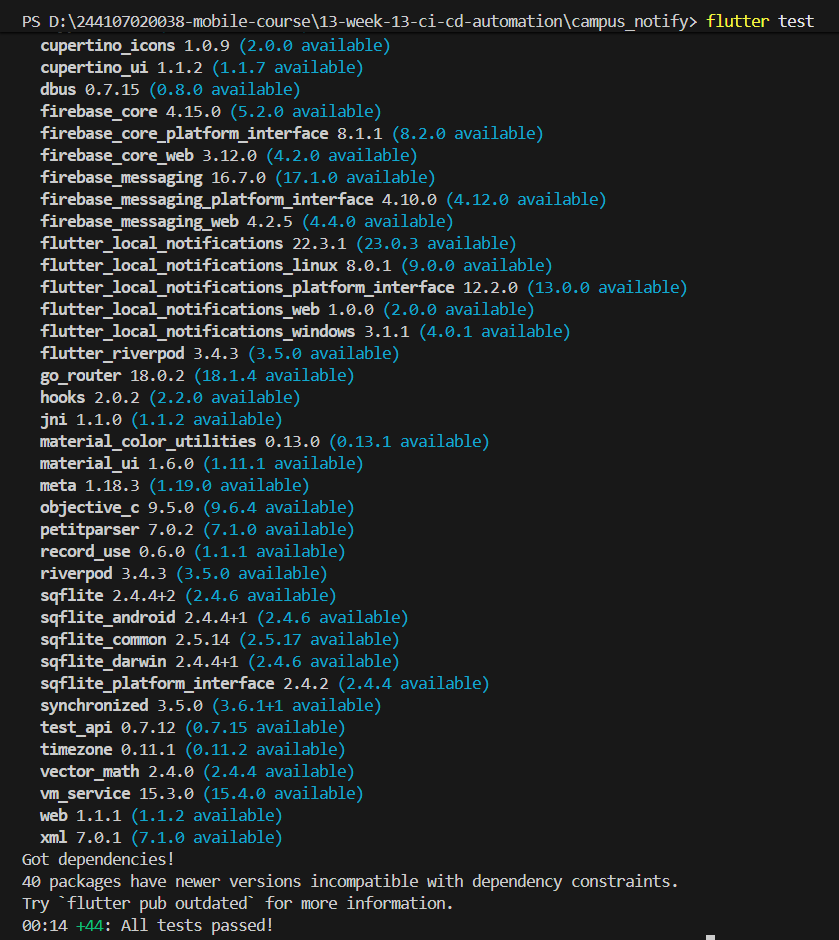 PS D:\244107020038-mobile-course\13-week-13-ci-cd-automation\campus_notify> flutter test
cupertino_icons 1.0.9 (2.0.0 available)
cupertino_ui 1.1.2 (1.1.7 available)
dbus 0.7.15 (0.8.0 available)
firebase_core 4.15.0 (5.2.0 available)
firebase_core_platform_interface 8.1.1 (8.2.0 available)
firebase_core_web 3.12.0 (4.2.0 available)
firebase_messaging 16.7.0 (17.1.0 available)
firebase_messaging_platform_interface 4.10.0 (4.12.0 available)
firebase_messaging_web 4.2.5 (4.4.0 available)
flutter_local_notifications 22.3.1 (23.0.3 available)
flutter_local_notifications_linux 8.0.1 (9.0.0 available)
flutter_local_notifications_platform_interface 12.2.0 (13.0.0 available)
flutter_local_notifications_web 1.0.0 (2.0.0 available)
flutter_local_notifications_windows 3.1.1 (4.0.1 available)
flutter_riverpod 3.4.3 (3.5.0 available)
go_router 18.0.2 (18.1.4 available)
hooks 2.0.2 (2.2.0 available)
jni 1.1.0 (1.1.2 available)
material_color_utilities 0.13.0 (0.13.1 available)
material_ui 1.6.0 (1.11.1 available)
meta 1.18.3 (1.19.0 available)
objective_c 9.5.0 (9.6.4 available)
petitparser 7.0.2 (7.1.0 available)
record_use 0.6.0 (1.1.1 available)
riverpod 3.4.3 (3.5.0 available)
sqflite 2.4.4+2 (2.4.6 available)
sqflite_android 2.4.4+1 (2.4.6 available)
sqflite_common 2.5.14 (2.5.17 available)
sqflite_darwin 2.4.4+1 (2.4.6 available)
sqflite_platform_interface 2.4.2 (2.4.4 available)
synchronized 3.5.0 (3.6.1+1 available)
test_api 0.7.12 (0.7.15 available)
timezone 0.11.1 (0.11.2 available)
vector_math 2.4.0 (2.4.4 available)
vm_service 15.3.0 (15.4.0 available)
web 1.1.1 (1.1.2 available)
xml 7.0.1 (7.1.0 available)
Got dependencies!
40 packages have newer versions incompatible with dependency constraints.
Try `flutter pub outdated` for more information.
00:14 +44: All tests passed!